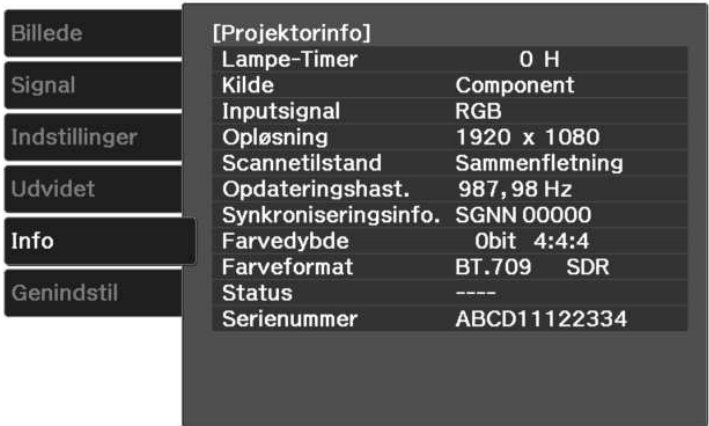 Billede
Signal
Indstillinger
Udvidet
Info
Genindstil
[Projektorinfo]
Lampe-Timer 0 H
Kilde Component
Inputsignal RGB
Opløsning 1920 x 1080
Scannetilstand Sammenfletning
Opdateringshast. 987,98 Hz
Synkroniseringsinfo. SGNN 00000
Farvedybde 0bit 4:4:4
Farveformat BT.709 SDR
Status ----
Serienummer ABCD11122334